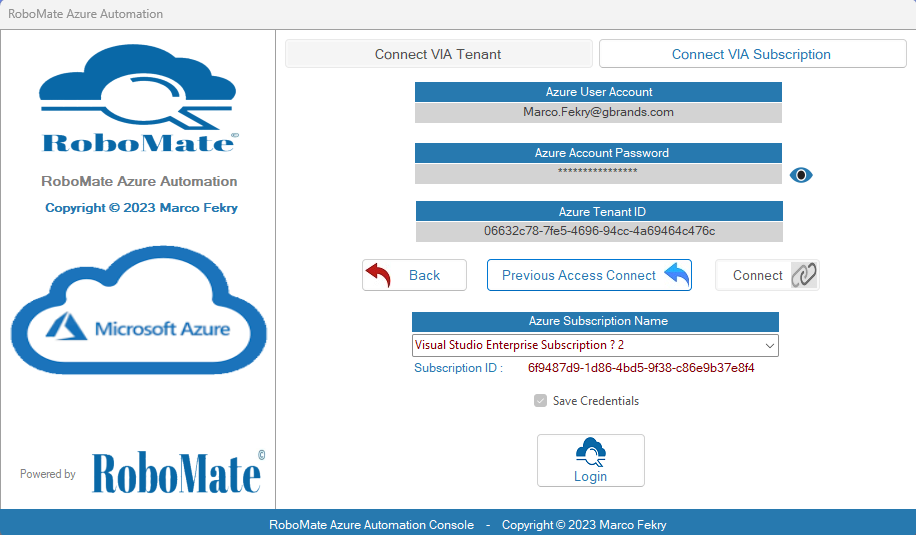 RoboMate Azure Automation
RoboMate©
RoboMate Azure Automation
Copyright © 2023 Marco Fekry
Microsoft Azure
Powered by RoboMate©
Connect VIA Tenant
Connect VIA Subscription
Azure User Account
Marco.Fekry@gbrands.com
Azure Account Password
****************
Azure Tenant ID
06632c78-7fe5-4696-94cc-4a69464c476c
Back
Previous Access Connect
Connect
Azure Subscription Name
Visual Studio Enterprise Subscription ? 2
Subscription ID : 6f9487d9-1d86-4bd5-9f38-c86e9b37e8f4
Save Credentials
Login
RoboMate Azure Automation Console - Copyright © 2023 Marco Fekry